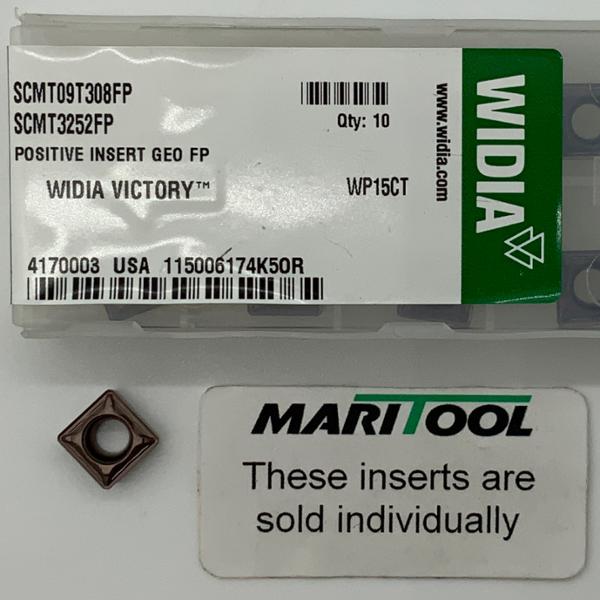 SCMT09T308FP
SCMT3252FP
Qty: 10
POSITIVE INSERT GEO FP
WIDIA VICTORY™
WP15CT
4170003 USA 115006174K5OR
www.widia.com
WIDIA
MARITOOL
These inserts are
sold individually